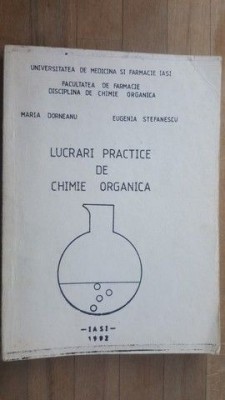 UNIVERSITATEA DE MEDICINA SI FARMACIE IASI
FACULTATEA DE FARMACIE
DISCIPLINA DE CHIMIE ORGANICA
MARIA DORNEANU EUGENIA STEFANESCU
LUCRARI PRACTICE
DE
CHIMIE ORGANICA
-IASI-
1992